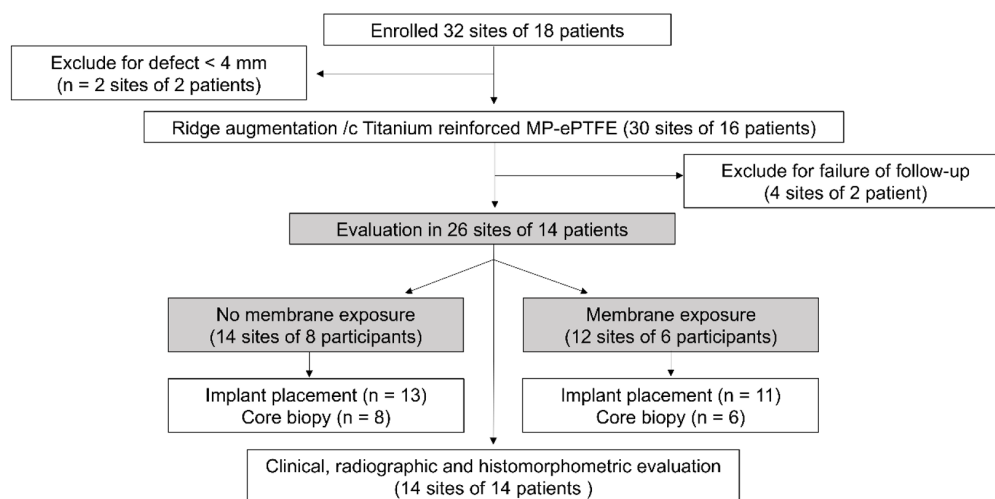 Enrolled 32 sites of 18 patients
Exclude for defect < 4 mm
(n = 2 sites of 2 patients)
Ridge augmentation /c Titanium reinforced MP-ePTFE (30 sites of 16 patients)
Exclude for failure of follow-up
(4 sites of 2 patient)
Evaluation in 26 sites of 14 patients
No membrane exposure
(14 sites of 8 participants)
Membrane exposure
(12 sites of 6 participants)
Implant placement (n = 13)
Core biopy (n = 8)
Implant placement (n = 11)
Core biopy (n = 6)
Clinical, radiographic and histomorphometric evaluation
(14 sites of 14 patients )